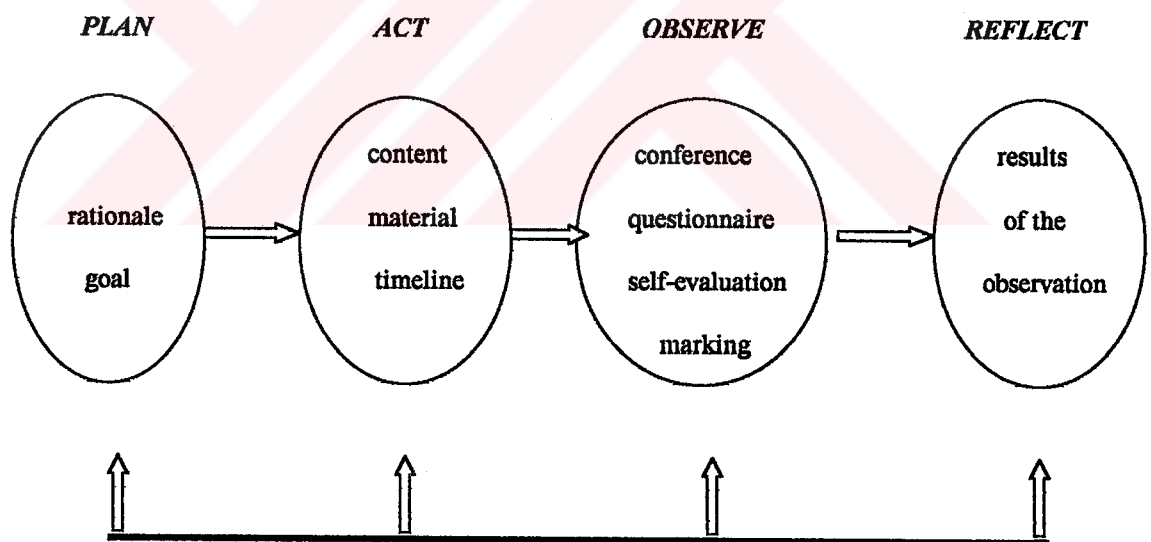 PLAN
ACT
OBSERVE
REFLECT
rationale
goal
content
material
timeline
conference
questionnaire
self-evaluation
marking
results
of the
observation